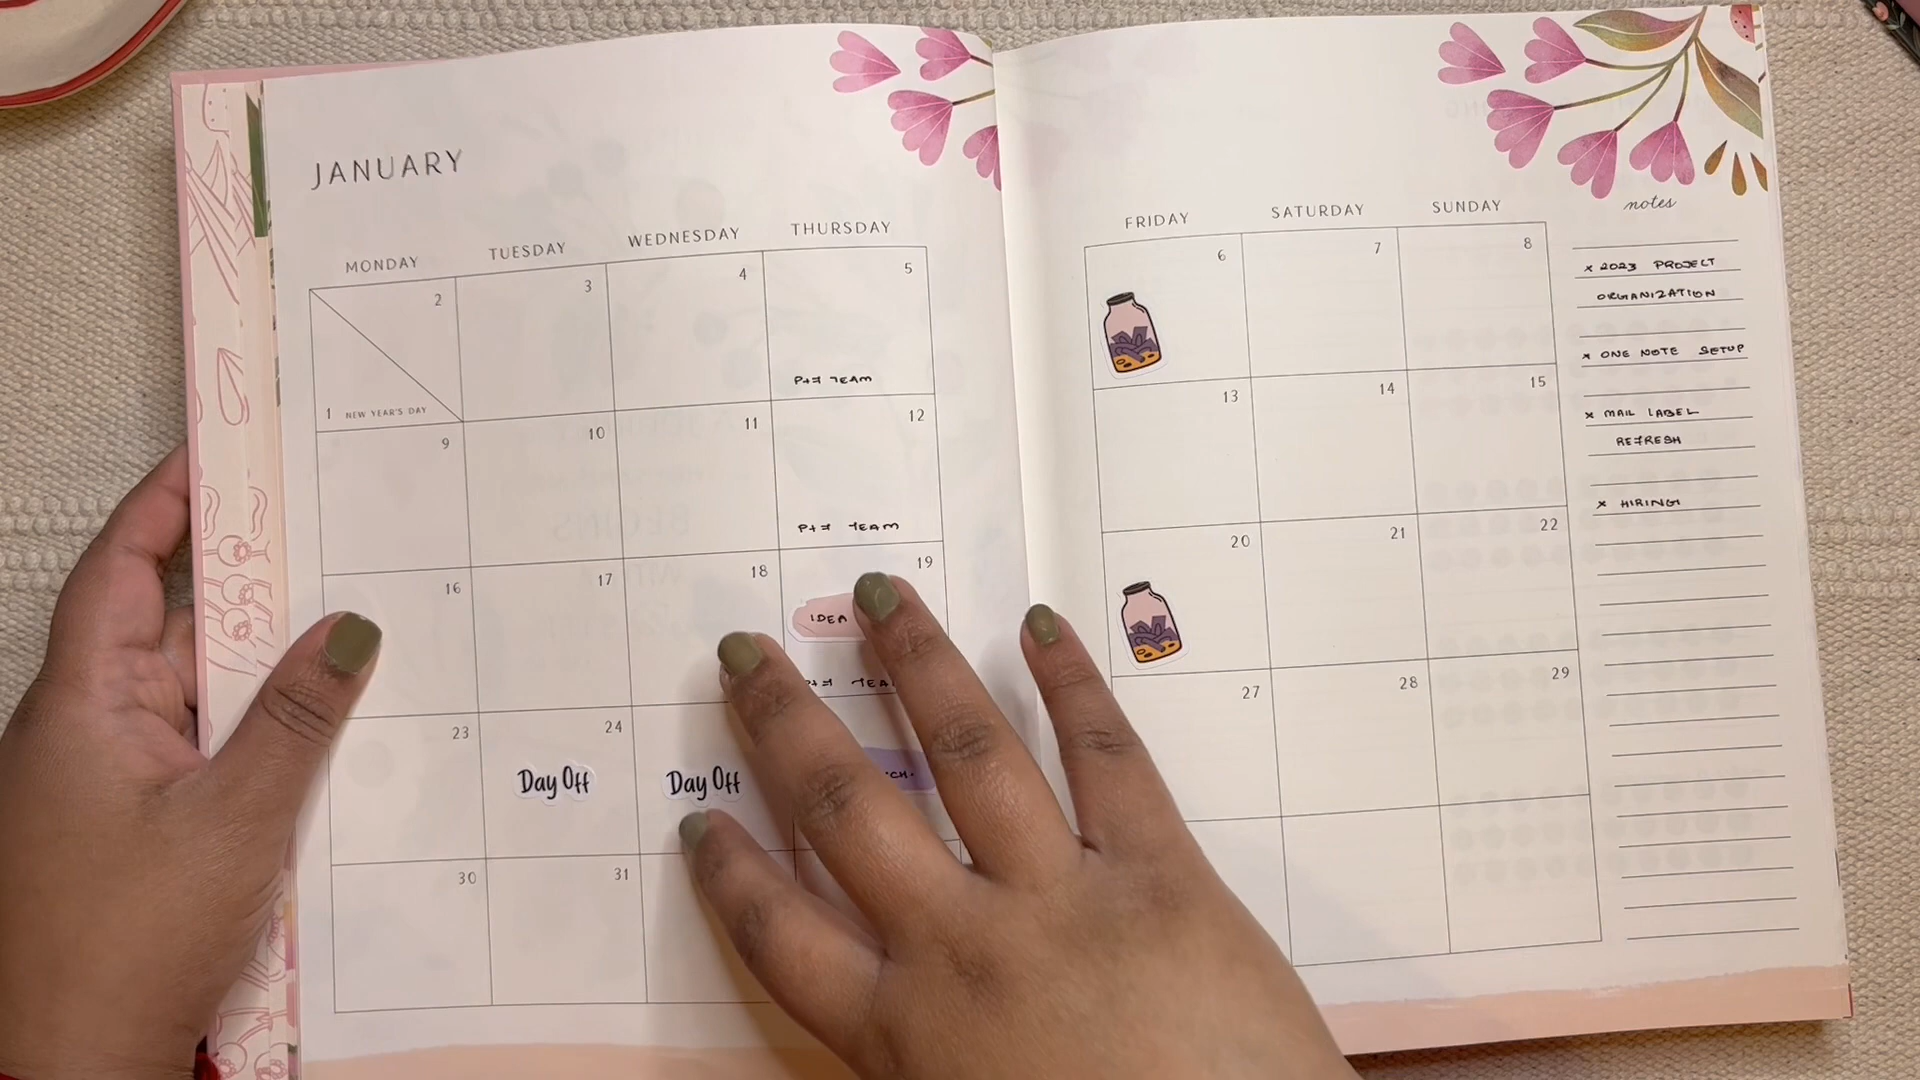 JANUARY
MONDAY TUESDAY WEDNESDAY THURSDAY
2 3 4 5
1 NEW YEAR'S DAY
P+F TEAM
9 10 11 12
P+F TEAM
16 17 18 19
IDEA
23 24
Day Off Day Off
30 31
FRIDAY SATURDAY SUNDAY
6 7 8
13 14 15
20 21 22
27 28 29
notes
x 2023 PROJECT
ORGANIZATION
x ONE NOTE SETUP
x MAIL LABEL
REFRESH
x HIRING